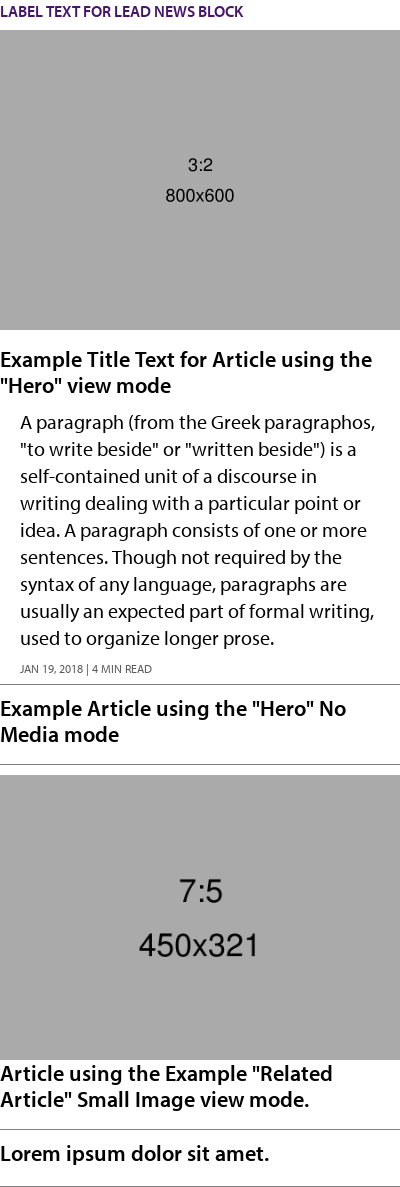 LABEL TEXT FOR LEAD NEWS BLOCK
3:2
800x600
Example Title Text for Article using the
"Hero" view mode
A paragraph (from the Greek paragraphos,
"to write beside" or "written beside") is a
self-contained unit of a discourse in
writing dealing with a particular point or
idea. A paragraph consists of one or more
sentences. Though not required by the
syntax of any language, paragraphs are
usually an expected part of formal writing,
used to organize longer prose.
JAN 19, 2018 | 4 MIN READ
Example Article using the "Hero" No
Media mode
7:5
450x321
Article using the Example "Related
Article" Small Image view mode.
Lorem ipsum dolor sit amet.